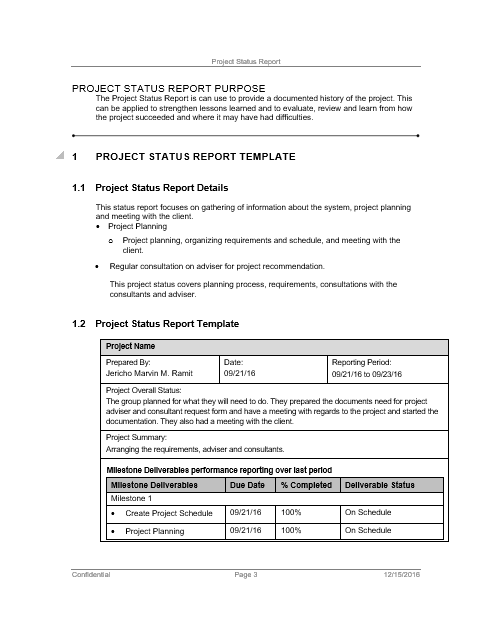 Project Status Report
PROJECT STATUS REPORT PURPOSE
The Project Status Report is can use to provide a documented history of the project. This
can be applied to strengthen lessons learned and to evaluate, review and learn from how
the project succeeded and where it may have had difficulties.
1 PROJECT STATUS REPORT TEMPLATE
1.1 Project Status Report Details
This status report focuses on gathering of information about the system, project planning
and meeting with the client.
• Project Planning
o Project planning, organizing requirements and schedule, and meeting with the
client.
• Regular consultation on adviser for project recommendation.
This project status covers planning process, requirements, consultations with the
consultants and adviser.
1.2 Project Status Report Template
Project Name
Prepared By: Date: Reporting Period:
Jericho Marvin M. Ramit 09/21/16 09/21/16 to 09/23/16
Project Overall Status:
The group planned for what they will need to do. They prepared the documents need for project
adviser and consultant request form and have a meeting with regards to the project and started the
documentation. They also had a meeting with the client.
Project Summary:
Arranging the requirements, adviser and consultants.
Milestone Deliverables performance reporting over last period
Milestone Deliverables Due Date % Completed Deliverable Status
Milestone 1
• Create Project Schedule 09/21/16 100% On Schedule
• Project Planning 09/21/16 100% On Schedule
Confidential Page 3 12/15/2016